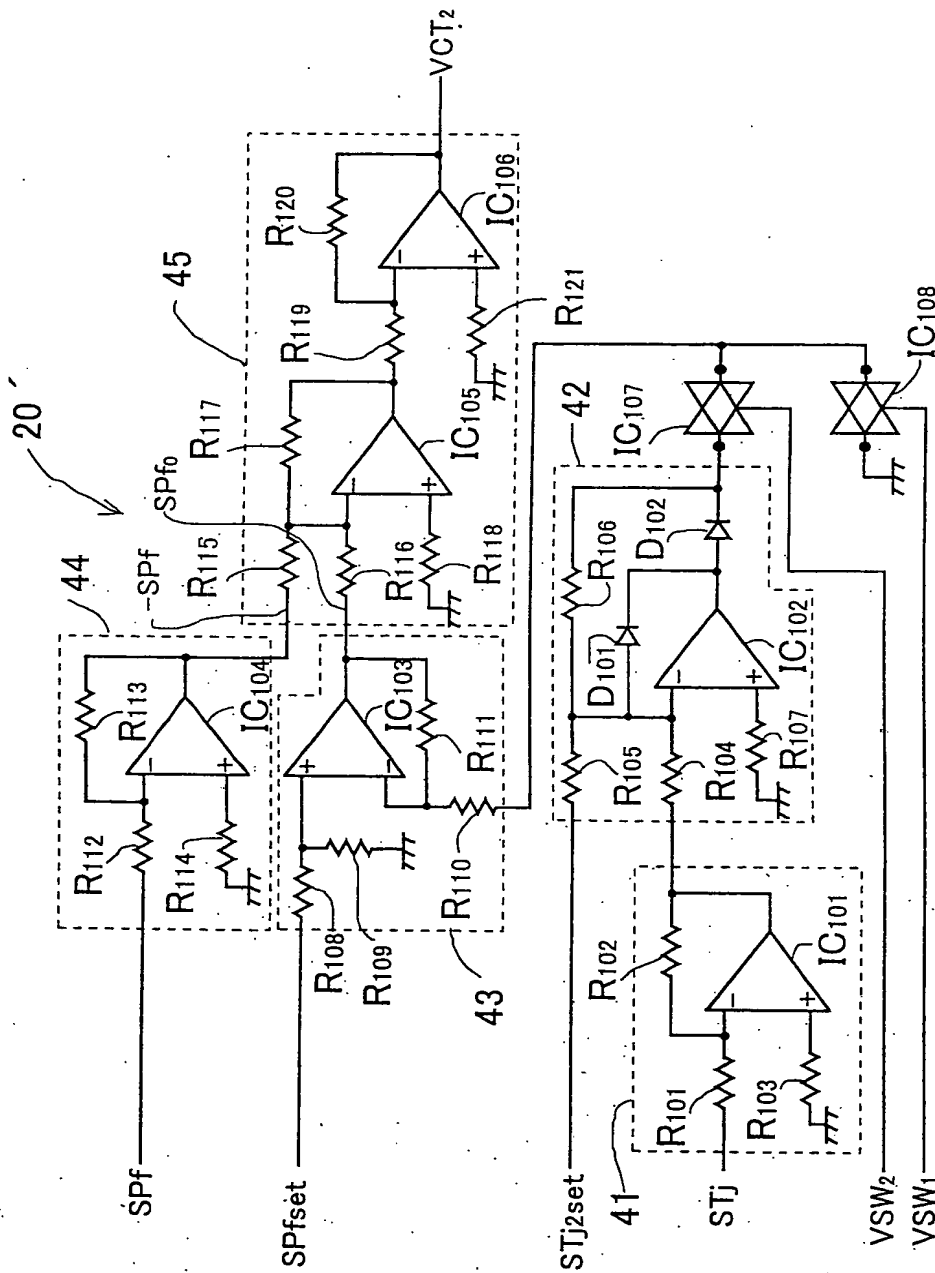 20'
44
SPf
R112
R113
R114
IC104
-SPf
SPf0
45
R115
R116
R117
R118
IC105
R119
R120
R121
IC106
VCT2
SPfset
R108
R109
R110
R111
IC103
43
STj2set
42
R105
R106
D101
D102
R104
R107
IC102
IC107
IC108
41
STj
R101
R102
R103
IC101
VSW2
VSW1
+
−
+
−
+
−
+
−
+
−
+
−